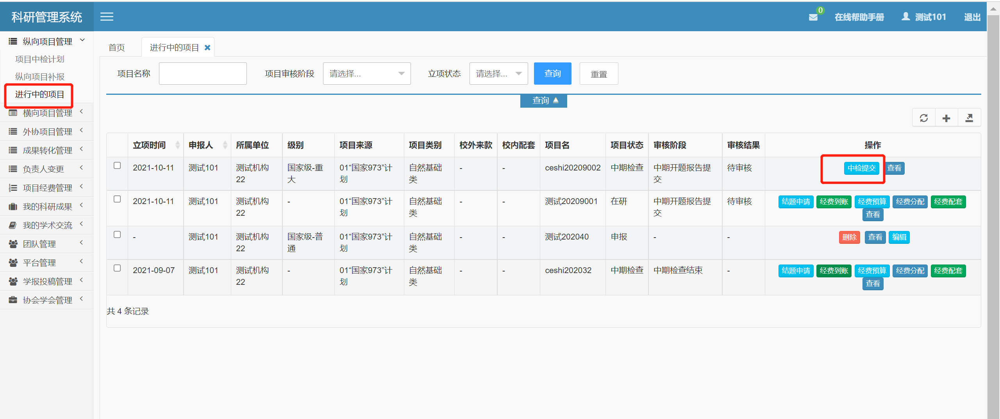 科研管理系统
0
在线帮助手册
测试101
退出
纵向项目管理
项目中检计划
纵向项目补报
进行中的项目
横向项目管理
外协项目管理
成果转化管理
负责人变更
项目经费管理
我的科研成果
我的学术交流
团队管理
平台管理
学报投稿管理
协会学会管理
首页
进行中的项目
项目名称
项目审核阶段 请选择...
立项状态 请选择...
查询
重置
查询
立项时间 申报人 所属单位 级别 项目来源 项目类别 校外来款 校内配套 项目名 项目状态 审核阶段 审核结果 操作
2021-10-11 测试101 测试机构22 国家级-重大 01“国家973”计划 自然基础类 - - ceshi20209002 中期检查 中期开题报告提交 待审核 中检提交 查看
2021-10-11 测试101 测试机构22 - 01“国家973”计划 自然基础类 - - 测试20209001 在研 中期开题报告提交 待审核 结题申请 经费到账 经费预算 经费分配 经费配套 查看
- 测试101 测试机构22 国家级-普通 01“国家973”计划 自然基础类 - - 测试202040 申报 - - 删除 查看 编辑
2021-09-07 测试101 测试机构22 - 01“国家973”计划 自然基础类 - - ceshi202032 中期检查 中期检查结束 - 结题申请 经费到账 经费预算 经费分配 经费配套 查看
共 4 条记录